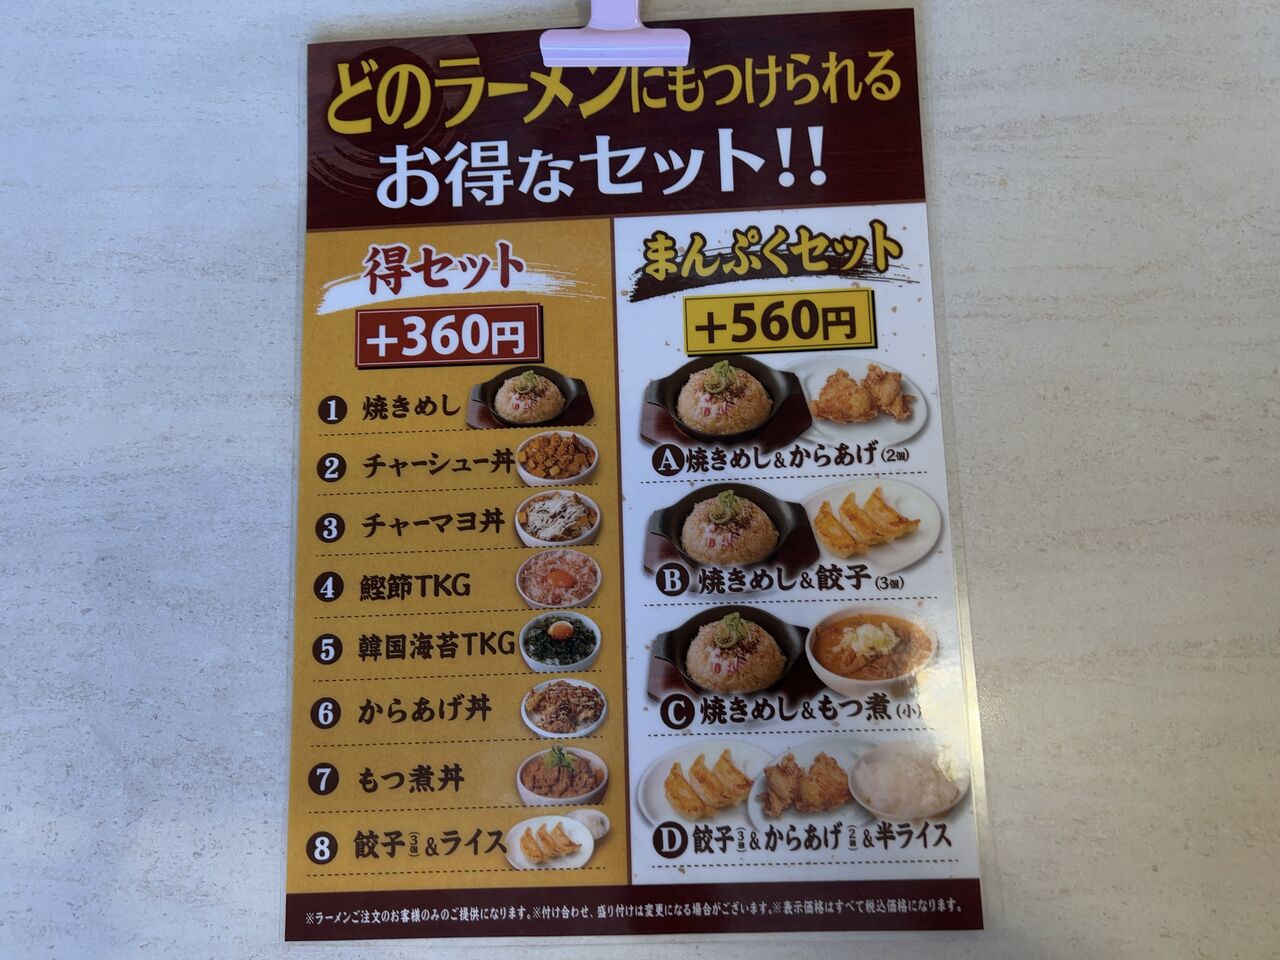 どのラーメンにもつけられる
お得なセット!!
得セット
+360円
1 焼きめし
2 チャーシュー丼
3 チャーマヨ丼
4 鰹節TKG
5 韓国海苔TKG
6 からあげ丼
7 もつ煮丼
8 餃子(3個)&ライス
まんぷくセット
+560円
A 焼きめし&からあげ(2個)
B 焼きめし&餃子(3個)
C 焼きめし&もつ煮(小)
D 餃子(3個)&からあげ(2個)&半ライス
※ラーメンご注文のお客様のみのご提供になります。※付け合わせ、盛り付けは変更になる場合がございます。※表示価格はすべて税込価格になります。